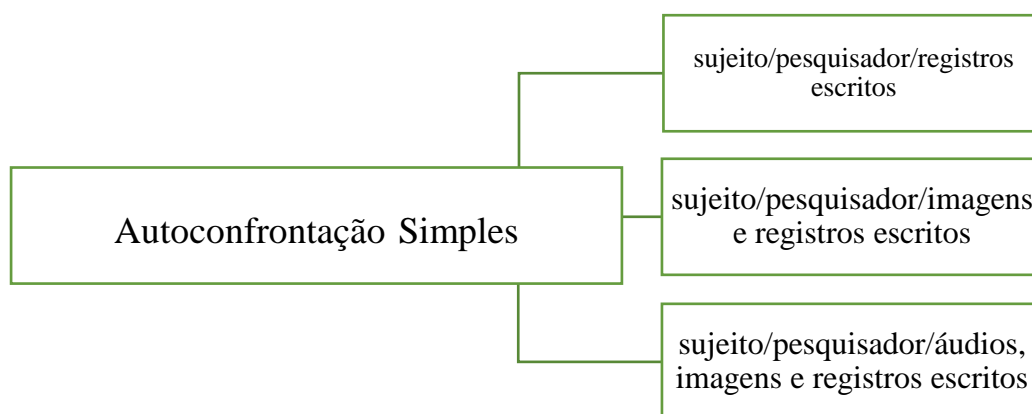 sujeito/pesquisador/registros
escritos
Autoconfrontação Simples
sujeito/pesquisador/imagens
e registros escritos
sujeito/pesquisador/áudios,
imagens e registros escritos